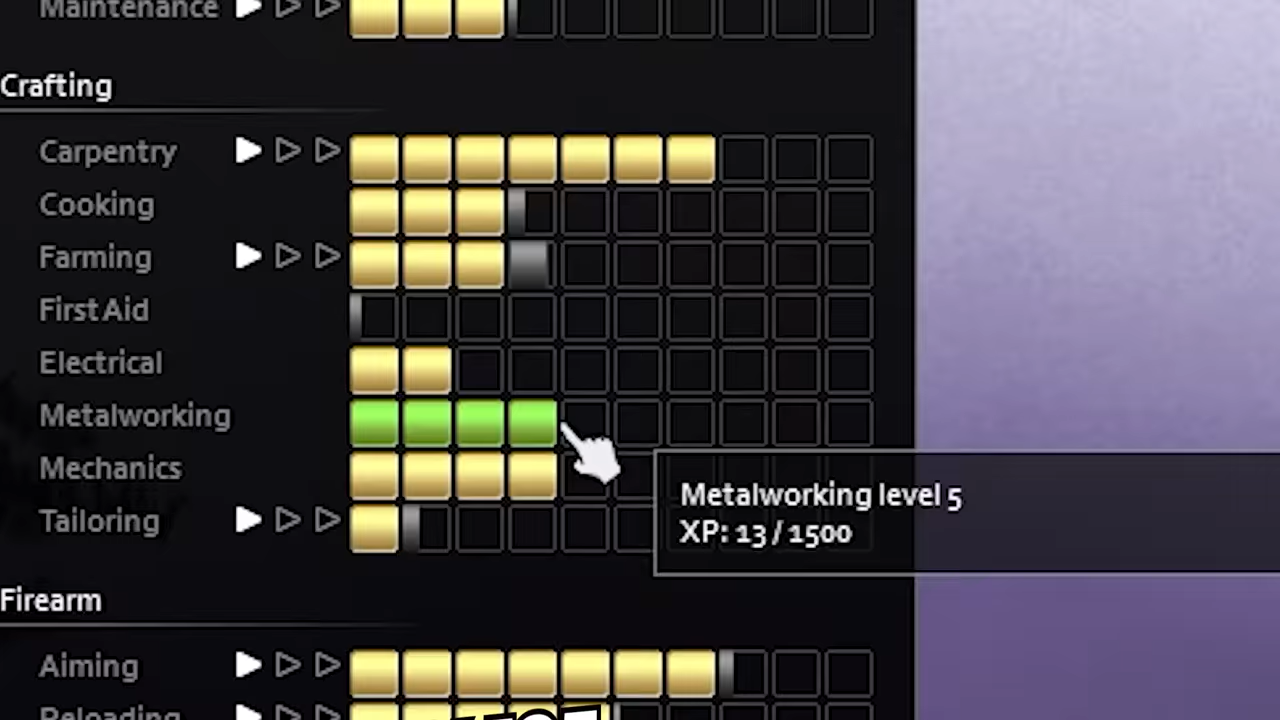 Maintenance
Crafting
Carpentry
Cooking
Farming
First Aid
Electrical
Metalworking
Mechanics
Tailoring
Metalworking level 5
XP: 13 / 1500
Firearm
Aiming
Reloading